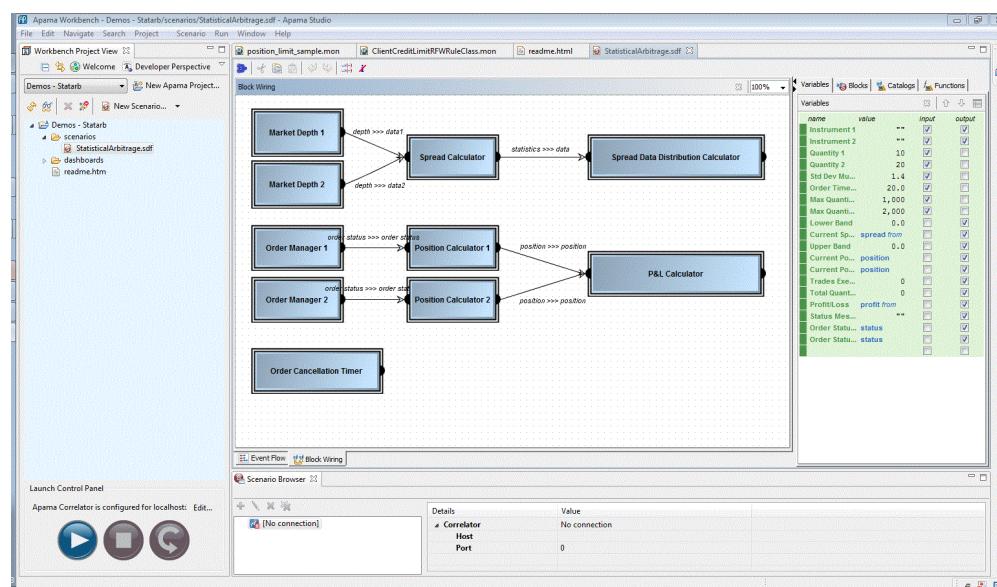 Apama Workbench - Demos - Statarb/scenarios/StatisticalArbitrage.sdf - Apama Studio
File Edit Navigate Search Project Scenario Run Window Help
Workbench Project View
Welcome Developer Perspective
Demos - Statarb New Apama Project...
New Scenario...
Demos - Statarb
scenarios
StatisticalArbitrage.sdf
dashboards
readme.htm
Launch Control Panel
Apama Correlator is configured for localhost: Edit...
position_limit_sample.mon ClientCreditLimitRFWRuleClass.mon readme.html StatisticalArbitrage.sdf
Block Wiring 100%
Market Depth 1
depth >>> data1
Spread Calculator
statistics >>> data
Spread Data Distribution Calculator
Market Depth 2
depth >>> data2
order status >>> order status
Order Manager 1
Position Calculator 1
position >>> position
P&L Calculator
order status >>> order stat
Order Manager 2
Position Calculator 2
position >>> position
Order Cancellation Timer
Event Flow Block Wiring
Variables Blocks Catalogs Functions
Variables
name value input output
Instrument 1 ""
Instrument 2 ""
Quantity 1 10
Quantity 2 20
Std Dev Mu... 1.4
Order Time... 20.0
Max Quanti... 1,000
Max Quanti... 2,000
Lower Band 0.0
Current Sp... spread from
Upper Band 0.0
Current Po... position
Current Po... position
Trades Exe... 0
Total Quant... 0
Profit/Loss profit from
Status Mes... ""
Order Statu... status
Order Statu... status
Scenario Browser
[No connection]
Details Value
Correlator No connection
Host
Port 0